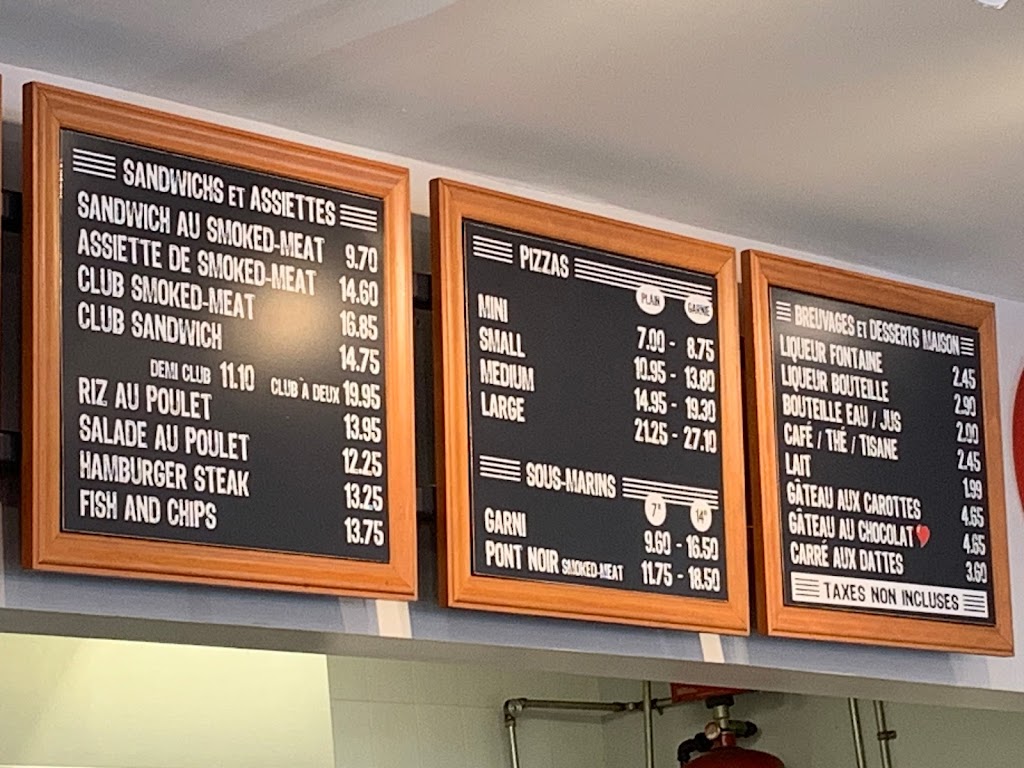 SANDWICHS ET ASSIETTES
SANDWICH AU SMOKED-MEAT 9.70
ASSIETTE DE SMOKED-MEAT 14.60
CLUB SMOKED-MEAT 16.85
CLUB SANDWICH 14.75
DEMI CLUB 11.10 CLUB À DEUX 19.95
RIZ AU POULET 13.95
SALADE AU POULET 12.25
HAMBURGER STEAK 13.25
FISH AND CHIPS 13.75
PIZZAS
PLAIN GARNIE
MINI 7.00 - 8.75
SMALL 10.95 - 13.80
MEDIUM 14.95 - 19.30
LARGE 21.25 - 27.10
SOUS-MARINS
7" 14"
GARNI 9.60 - 16.50
PONT NOIR SMOKED-MEAT 11.75 - 18.50
BREUVAGES ET DESSERTS MAISON
LIQUEUR FONTAINE 2.45
LIQUEUR BOUTEILLE 2.90
BOUTEILLE EAU / JUS 2.00
CAFÉ / THÉ / TISANE 2.45
LAIT 1.99
GÂTEAU AUX CAROTTES 4.65
GÂTEAU AU CHOCOLAT 4.65
CARRÉ AUX DATTES 3.60
TAXES NON INCLUSES